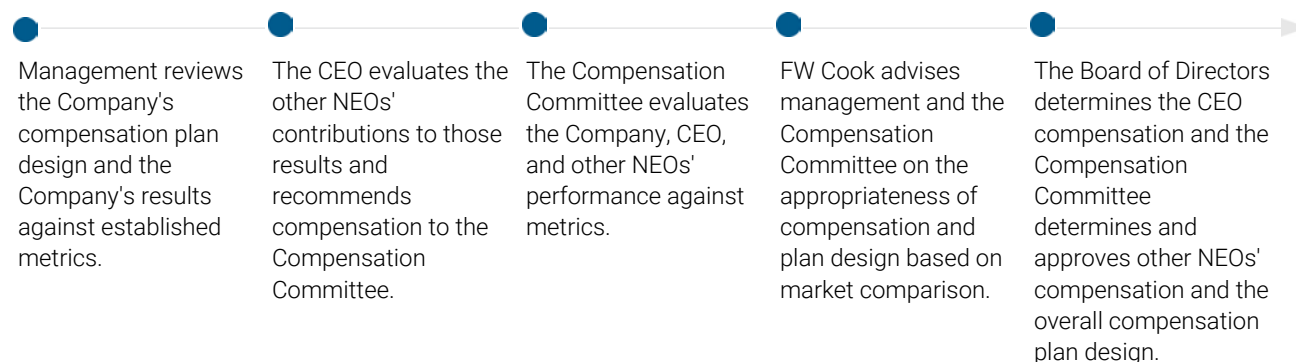 Management reviews
the Company's
compensation plan
design and the
Company's results
against established
metrics.
The CEO evaluates the
other NEOs'
contributions to those
results and
recommends
compensation to the
Compensation
Committee.
The Compensation
Committee evaluates
the Company, CEO,
and other NEOs'
performance against
metrics.
FW Cook advises
management and the
Compensation
Committee on the
appropriateness of
compensation and
plan design based on
market comparison.
The Board of Directors
determines the CEO
compensation and the
Compensation
Committee
determines and
approves other NEOs'
compensation and the
overall compensation
plan design.